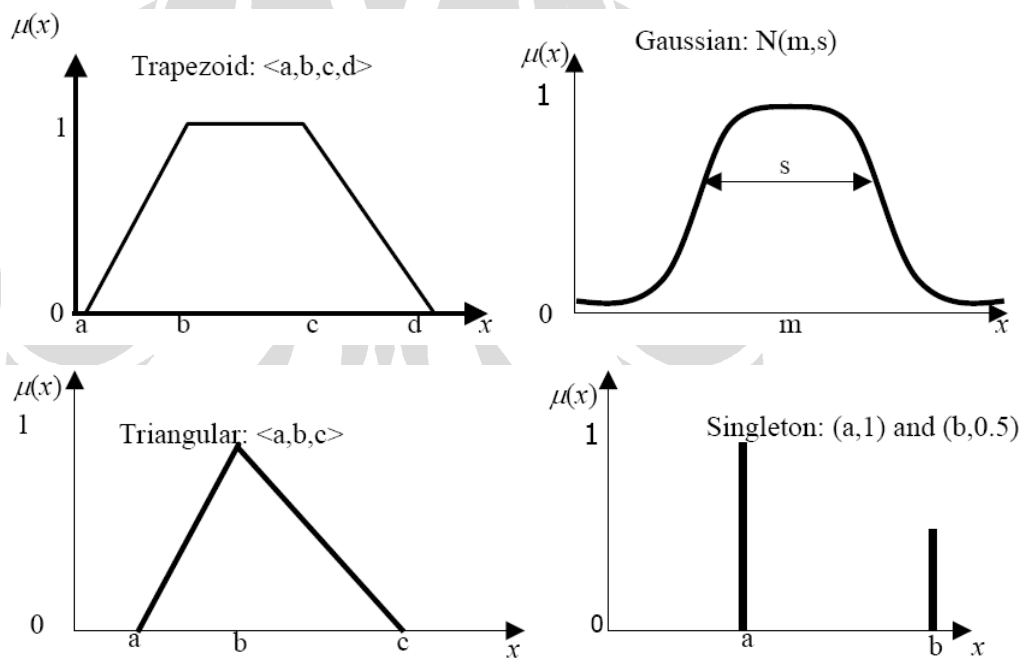 μ(x)
Trapezoid: <a,b,c,d>
1
0
a b c d x
Gaussian: N(m,s)
μ(x)
1
s
0
m x
μ(x)
1
Triangular: <a,b,c>
0
a b c x
μ(x)
1
Singleton: (a,1) and (b,0.5)
0
a b x